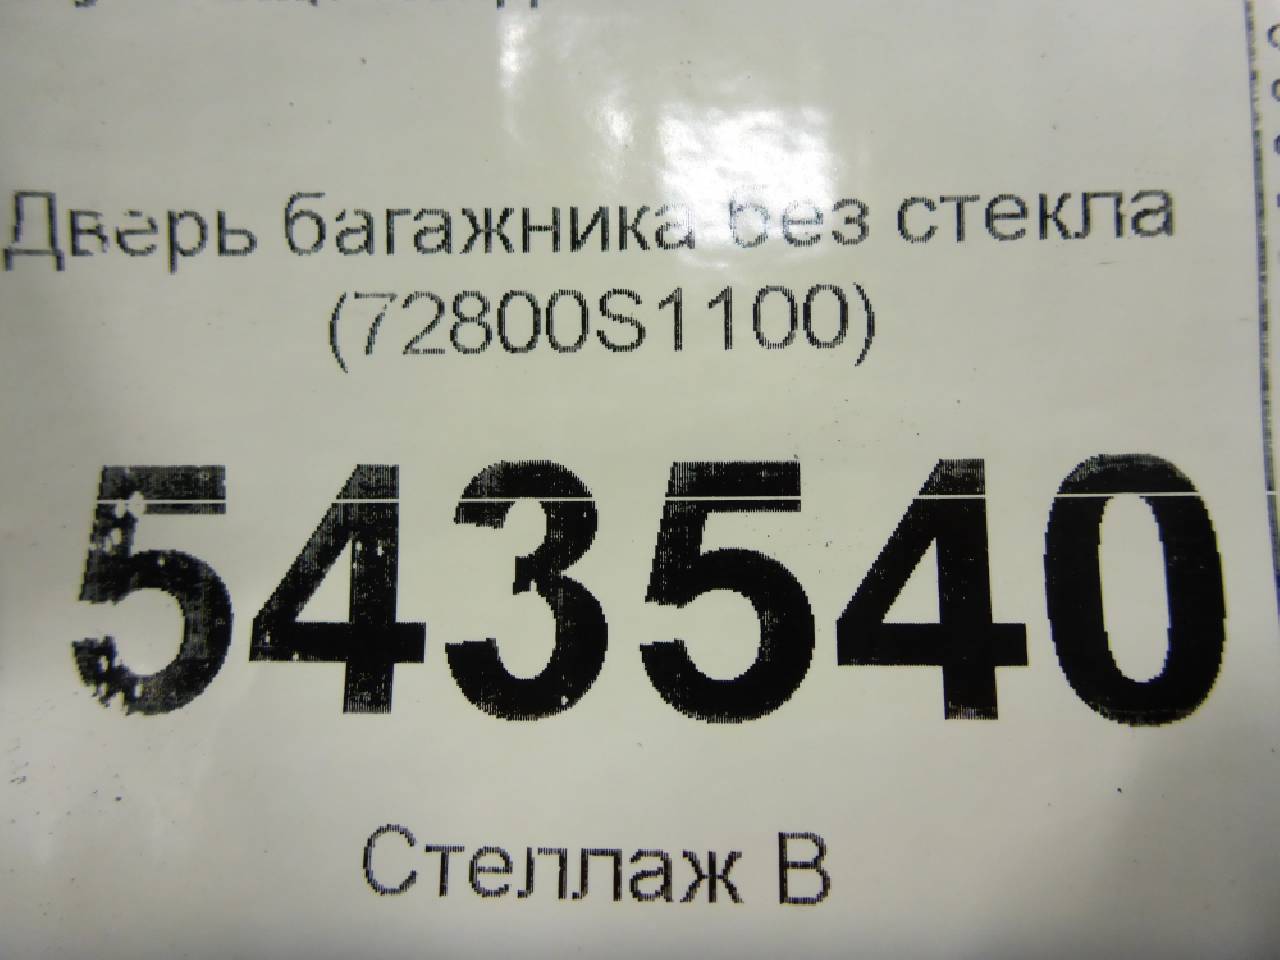 Дверь багажника без стекла
(72800S1100)
543540
Стеллаж В